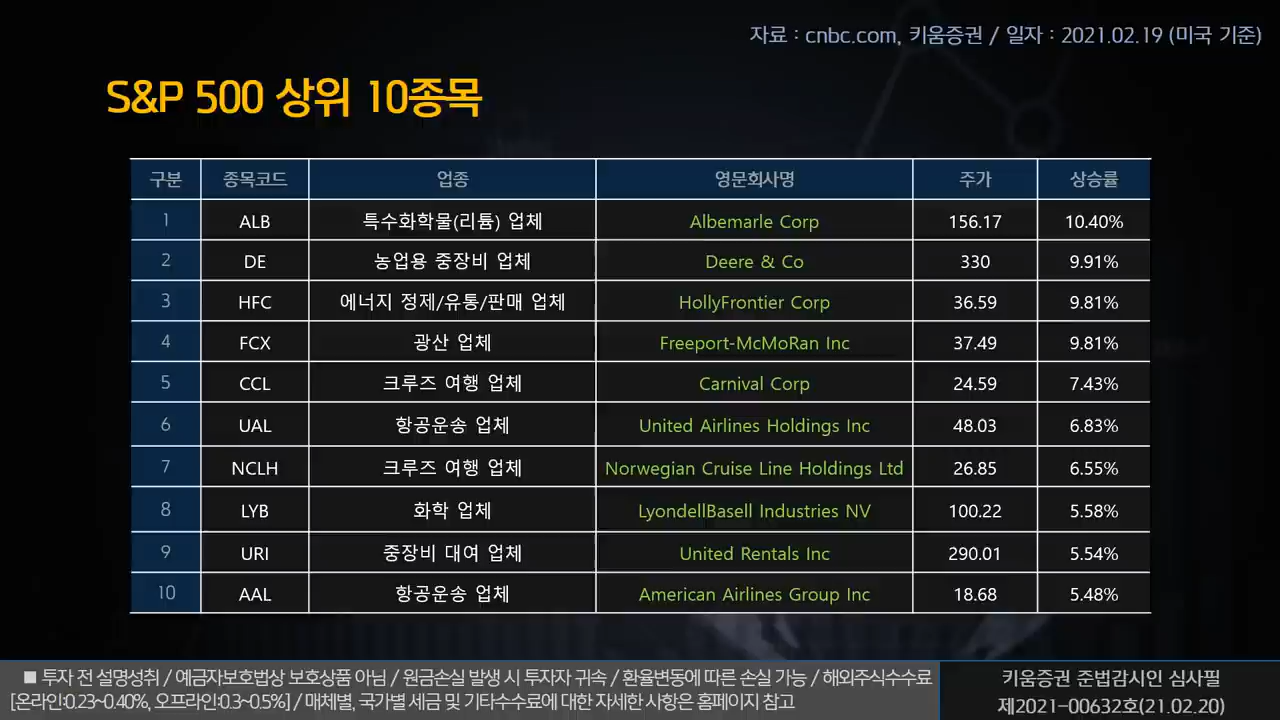 자료 : cnbc.com, 키움증권 / 일자 : 2021.02.19 (미국 기준)
S&P 500 상위 10종목
구분 종목코드 업종 영문회사명 주가 상승률
1 ALB 특수화학물(리튬) 업체 Albemarle Corp 156.17 10.40%
2 DE 농업용 중장비 업체 Deere & Co 330 9.91%
3 HFC 에너지 정제/유통/판매 업체 HollyFrontier Corp 36.59 9.81%
4 FCX 광산 업체 Freeport-McMoRan Inc 37.49 9.81%
5 CCL 크루즈 여행 업체 Carnival Corp 24.59 7.43%
6 UAL 항공운송 업체 United Airlines Holdings Inc 48.03 6.83%
7 NCLH 크루즈 여행 업체 Norwegian Cruise Line Holdings Ltd 26.85 6.55%
8 LYB 화학 업체 LyondellBasell Industries NV 100.22 5.58%
9 URI 중장비 대여 업체 United Rentals Inc 290.01 5.54%
10 AAL 항공운송 업체 American Airlines Group Inc 18.68 5.48%
■ 투자 전 설명성취 / 예금자보호법상 보호상품 아님 / 원금손실 발생 시 투자자 귀속 / 환율변동에 따른 손실 가능 / 해외주식수수료
[온라인:0.23~0.40%, 오프라인:0.3~0.5%] / 매체별, 국가별 세금 및 기타수수료에 대한 자세한 사항은 홈페이지 참고
키움증권 준법감시인 심사필
제2021-00632호(21.02.20)